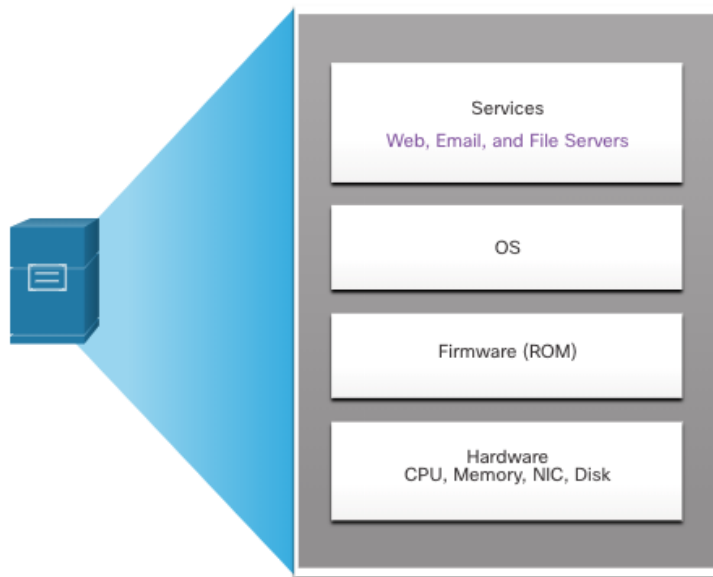 Services
Web, Email, and File Servers
OS
Firmware (ROM)
Hardware
CPU, Memory, NIC, Disk